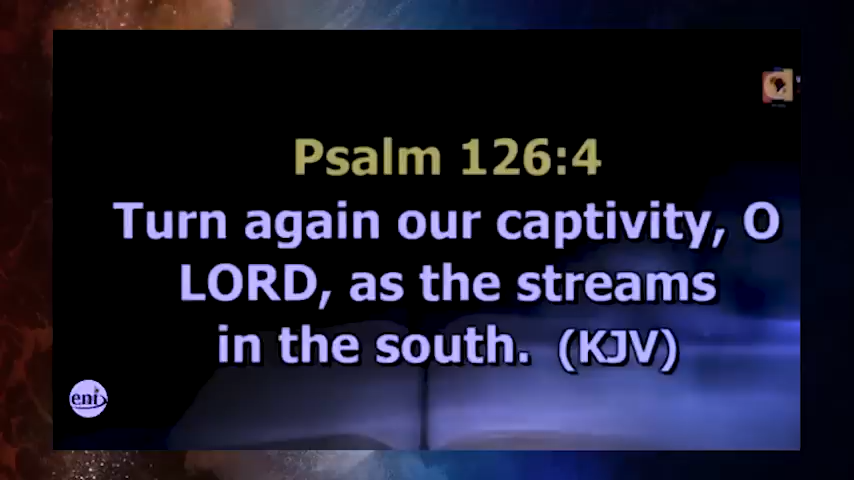 Psalm 126:4
Turn again our captivity, O
LORD, as the streams
in the south. (KJV)
eni